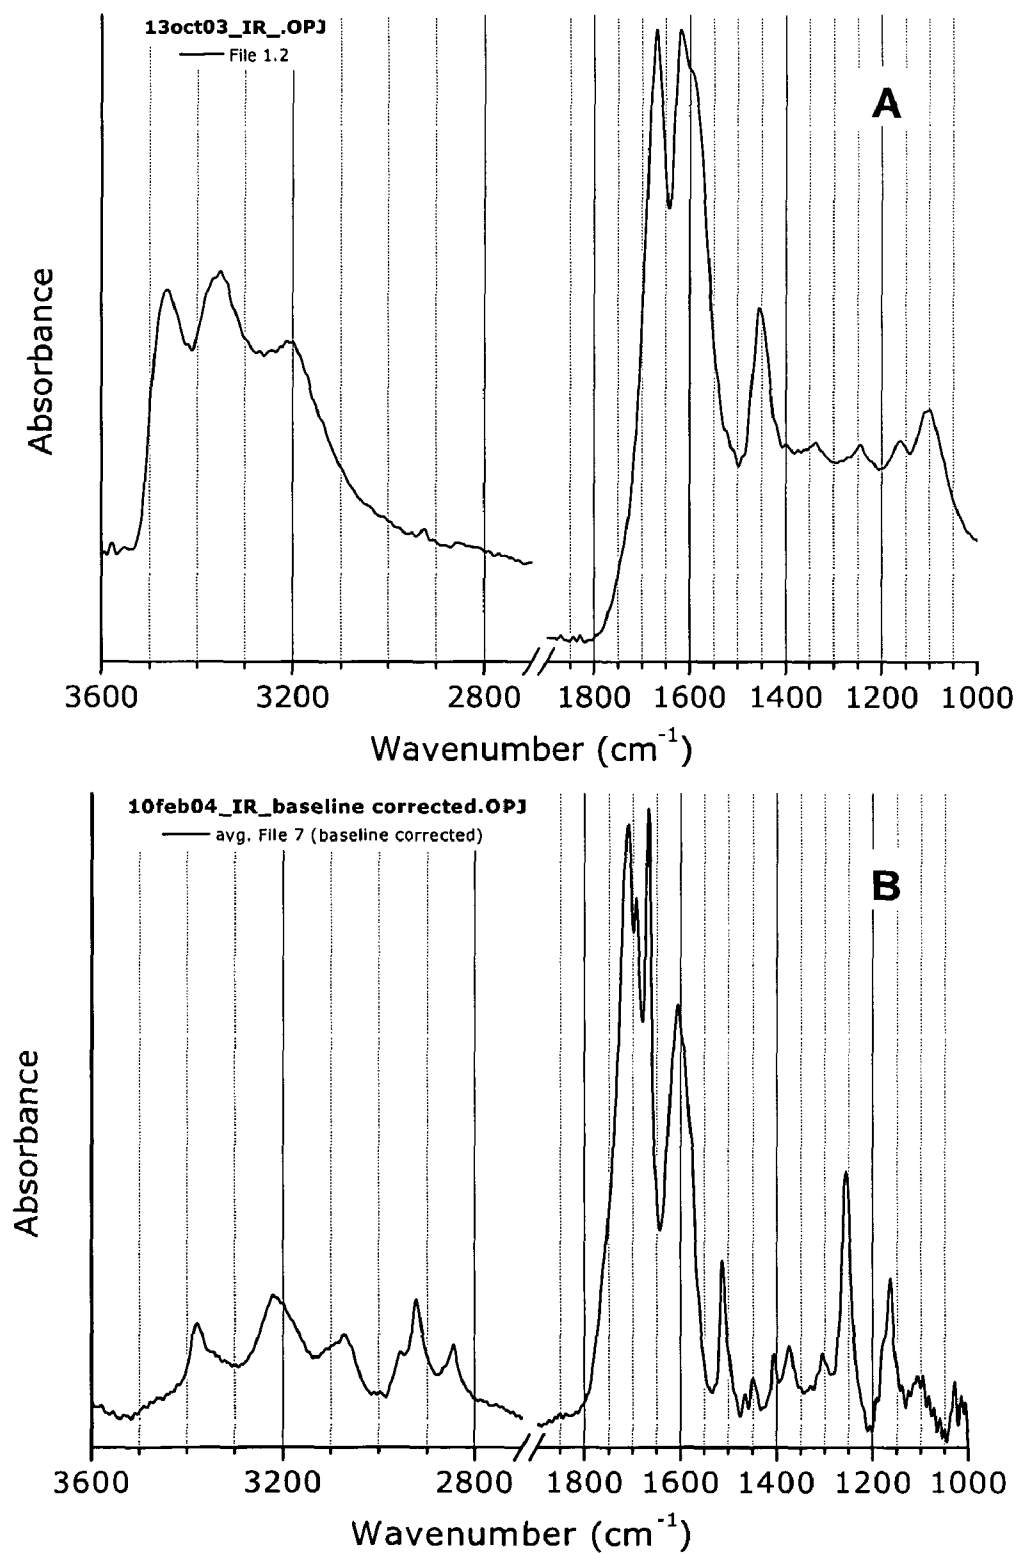 13oct03_IR_.OPJ
File 1.2
A
Absorbance
3600 3200 2800 1800 1600 1400 1200 1000
Wavenumber (cm⁻¹)
10feb04_IR_baseline corrected.OPJ
avg. File 7 (baseline corrected)
B
Absorbance
3600 3200 2800 1800 1600 1400 1200 1000
Wavenumber (cm⁻¹)